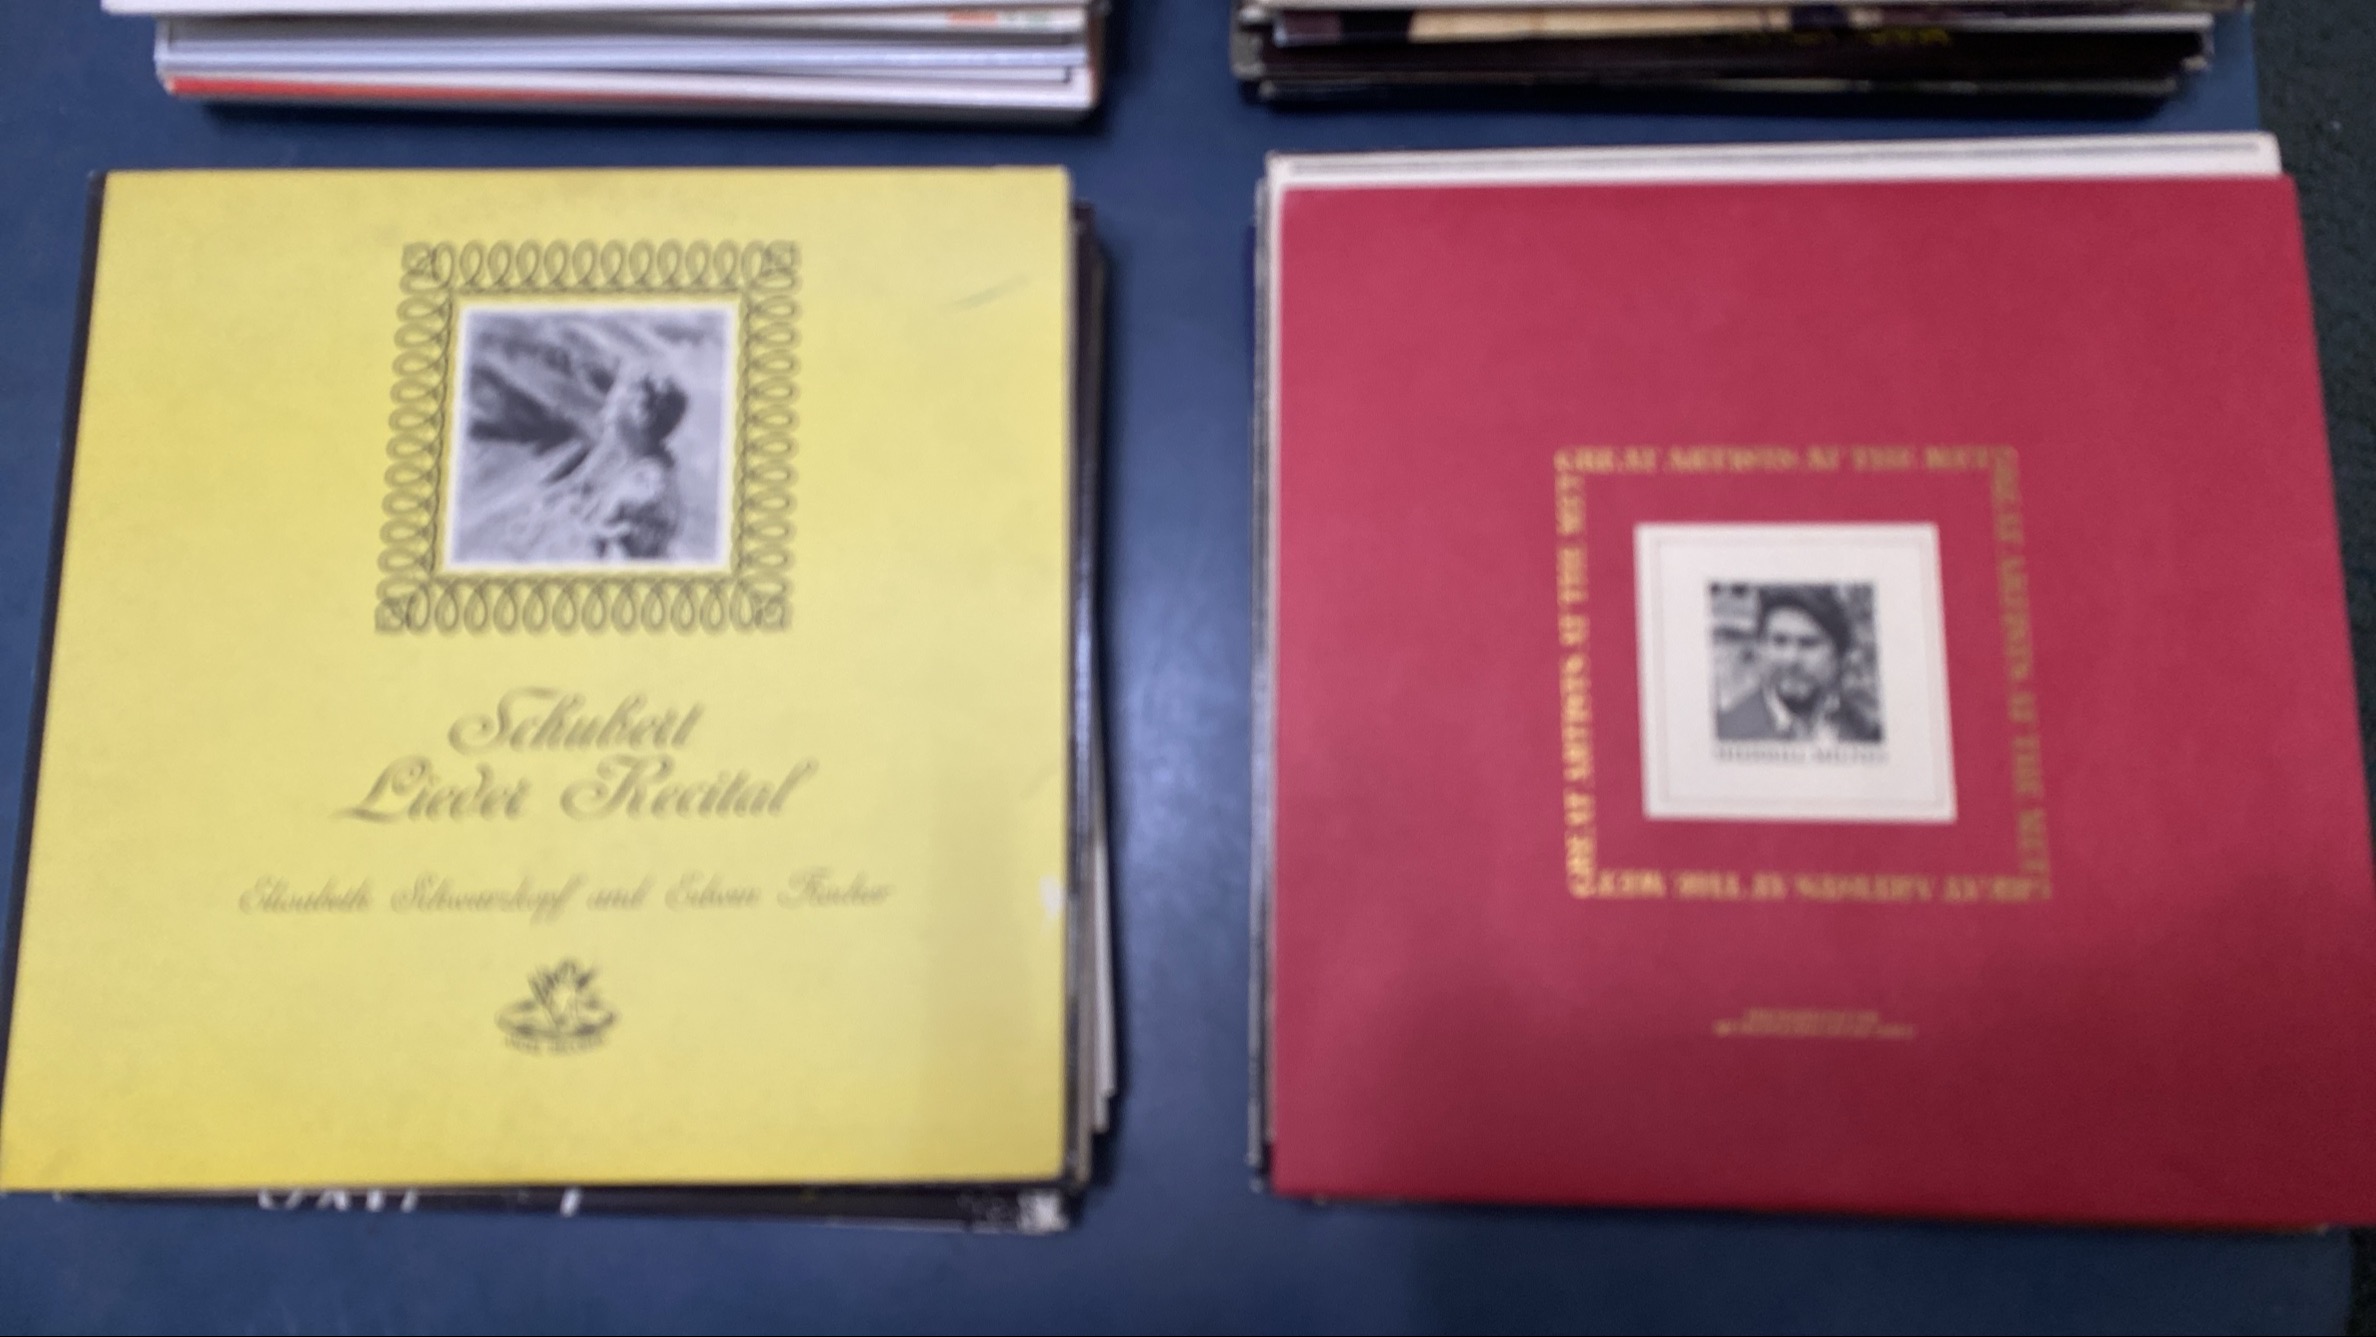 Schubert
Lieder Recital
Elisabeth Schwarzkopf and Edwin Fischer
GREAT ARTISTS AT THE MET
GREAT ARTISTS AT THE MET
GREAT ARTISTS AT THE MET
GREAT ARTISTS AT THE MET